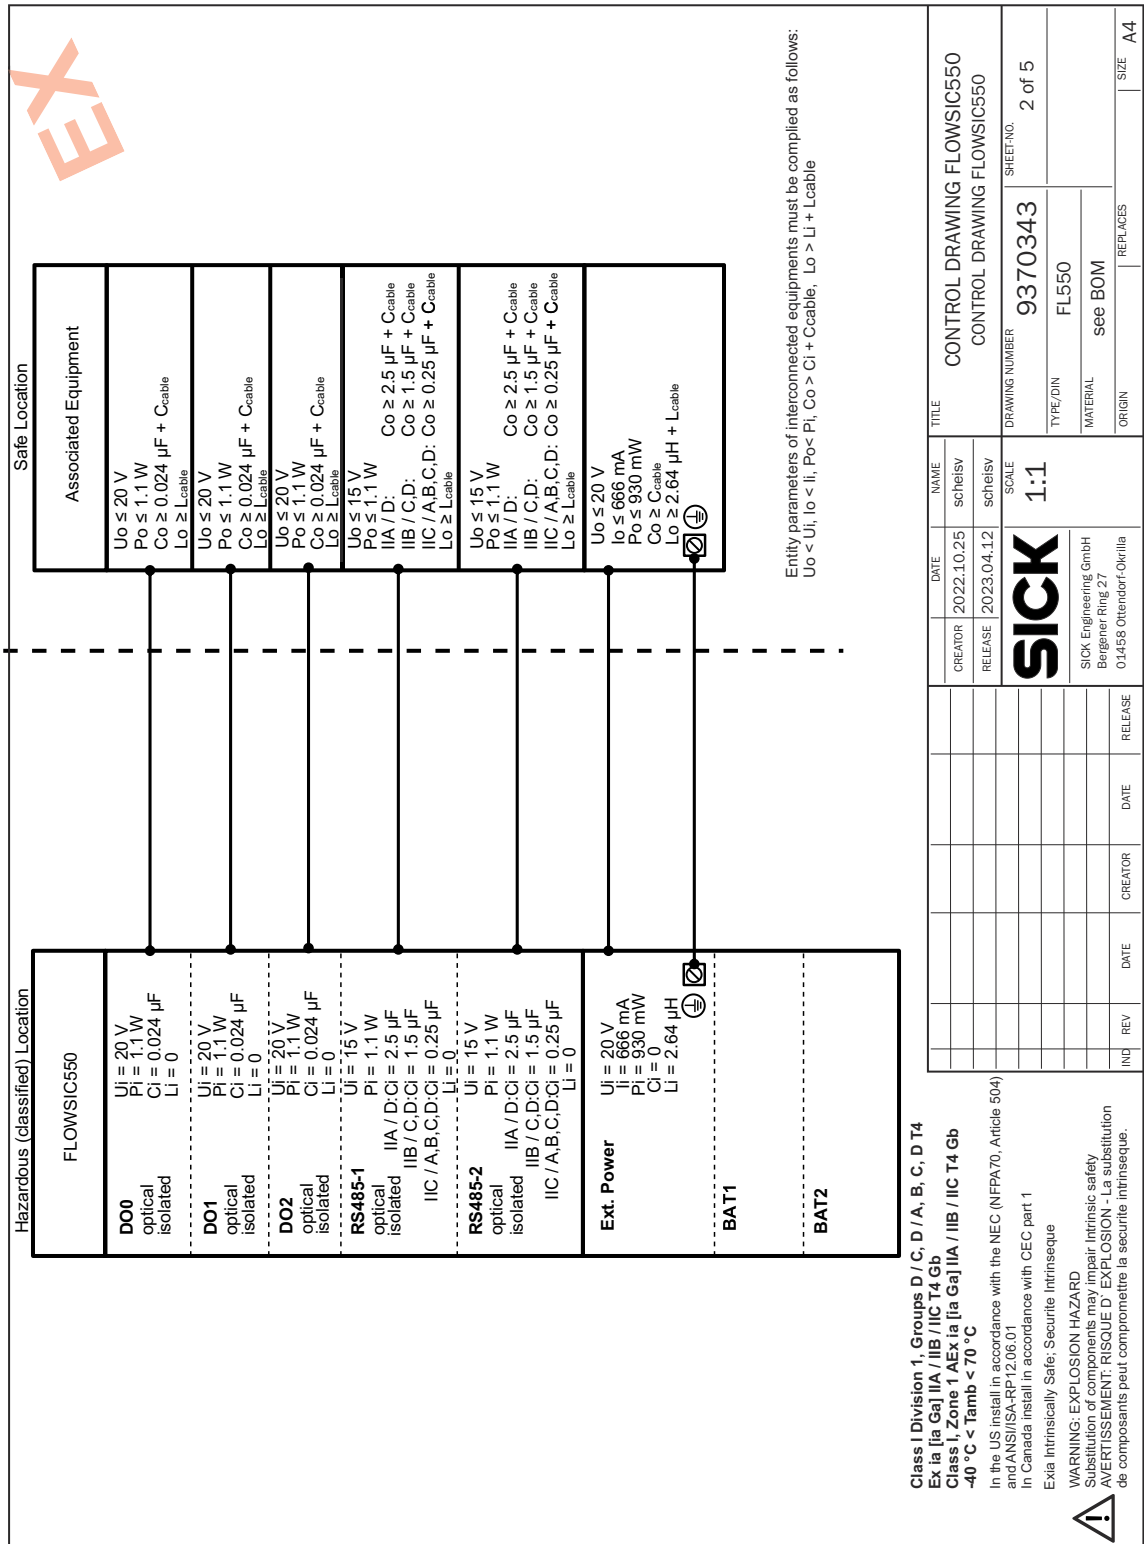 EX
Hazardous (classified) Location
Safe Location
FLOWSIC550
DO0
optical
isolated
Ui = 20 V
Pi = 1.1 W
Ci = 0.024 µF
Li = 0
DO1
optical
isolated
Ui = 20 V
Pi = 1.1 W
Ci = 0.024 µF
Li = 0
DO2
optical
isolated
Ui = 20 V
Pi = 1.1 W
Ci = 0.024 µF
Li = 0
RS485-1
optical
isolated
Ui = 15 V
Pi = 1.1 W
IIA / D:Ci = 2.5 µF
IIB / C,D:Ci = 1.5 µF
IIC / A,B,C,D:Ci = 0.25 µF
Li = 0
RS485-2
optical
isolated
Ui = 15 V
Pi = 1.1 W
IIA / D:Ci = 2.5 µF
IIB / C,D:Ci = 1.5 µF
IIC / A,B,C,D:Ci = 0.25 µF
Li = 0
Ext. Power
Ui = 20 V
Ii = 666 mA
Pi = 930 mW
Ci = 0
Li = 2.64 µH
BAT1
BAT2
Associated Equipment
Uo ≤ 20 V
Po ≤ 1.1 W
Co ≥ 0.024 µF + Ccable
Lo ≥ Lcable
Uo ≤ 20 V
Po ≤ 1.1 W
Co ≥ 0.024 µF + Ccable
Lo ≥ Lcable
Uo ≤ 20 V
Po ≤ 1.1 W
Co ≥ 0.024 µF + Ccable
Lo ≥ Lcable
Uo ≤ 15 V
Po ≤ 1.1 W
IIA / D: Co ≥ 2.5 µF + Ccable
IIB / C,D: Co ≥ 1.5 µF + Ccable
IIC / A,B,C,D: Co ≥ 0.25 µF + Ccable
Lo ≥ Lcable
Uo ≤ 15 V
Po ≤ 1.1 W
IIA / D: Co ≥ 2.5 µF + Ccable
IIB / C,D: Co ≥ 1.5 µF + Ccable
IIC / A,B,C,D: Co ≥ 0.25 µF + Ccable
Lo ≥ Lcable
Uo ≤ 20 V
Io ≤ 666 mA
Po ≤ 930 mW
Co ≥ Ccable
Lo ≥ 2.64 µH + Lcable
Entity parameters of interconnected equipments must be complied as follows:
Uo < Ui, Io < Ii, Po< Pi, Co > Ci + Ccable, Lo > Li + Lcable
Class I Division 1, Groups D / C, D / A, B, C, D T4
Ex ia [ia Ga] IIA / IIB / IIC T4 Gb
Class I, Zone 1 AEx ia [ia Ga] IIA / IIB / IIC T4 Gb
-40 °C < Tamb < 70 °C
In the US install in accordance with the NEC (NFPA70, Article 504)
and ANSI/ISA-RP12.06.01
In Canada install in accordance with CEC part 1
Exia Intrinsically Safe; Securite Intrinseque
WARNING: EXPLOSION HAZARD
Substitution of components may impair Intrinsic safety
AVERTISSEMENT: RISQUE D` EXPLOSION - La substitution
de composants peut compromettre la securite intrinseque.
IND REV DATE CREATOR DATE RELEASE
DATE NAME
CREATOR 2022.10.25 scheisv
RELEASE 2023.04.12 scheisv
SICK
SCALE
1:1
SICK Engineering GmbH
Bergener Ring 27
01458 Ottendorf-Okrilla
TITLE
CONTROL DRAWING FLOWSIC550
CONTROL DRAWING FLOWSIC550
DRAWING NUMBER
9370343
SHEET-NO.
2 of 5
TYPE/DIN
FL550
MATERIAL
see BOM
ORIGIN
REPLACES
SIZE
A4